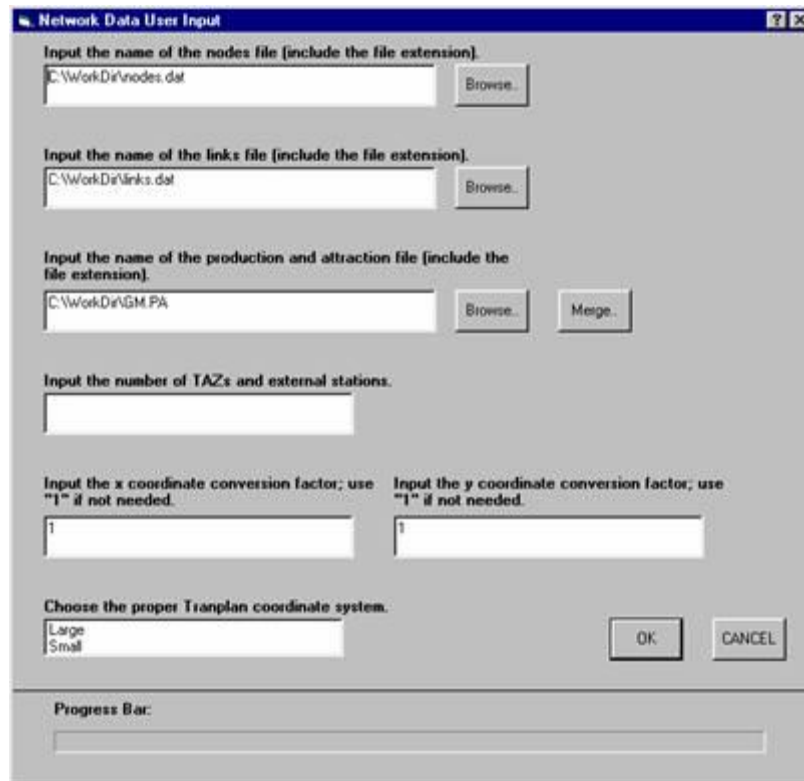 Network Data User Input
Input the name of the nodes file (include the file extension).
C:\WorkDir\nodes.dat
Browse..
Input the name of the links file (include the file extension).
C:\WorkDir\links.dat
Browse..
Input the name of the production and attraction file (include the
file extension).
C:\WorkDir\GM.PA
Browse..
Merge..
Input the number of TAZs and external stations.
Input the x coordinate conversion factor; use
"1" if not needed.
1
Input the y coordinate conversion factor; use
"1" if not needed.
1
Choose the proper Tranplan coordinate system.
Large
Small
OK
CANCEL
Progress Bar: